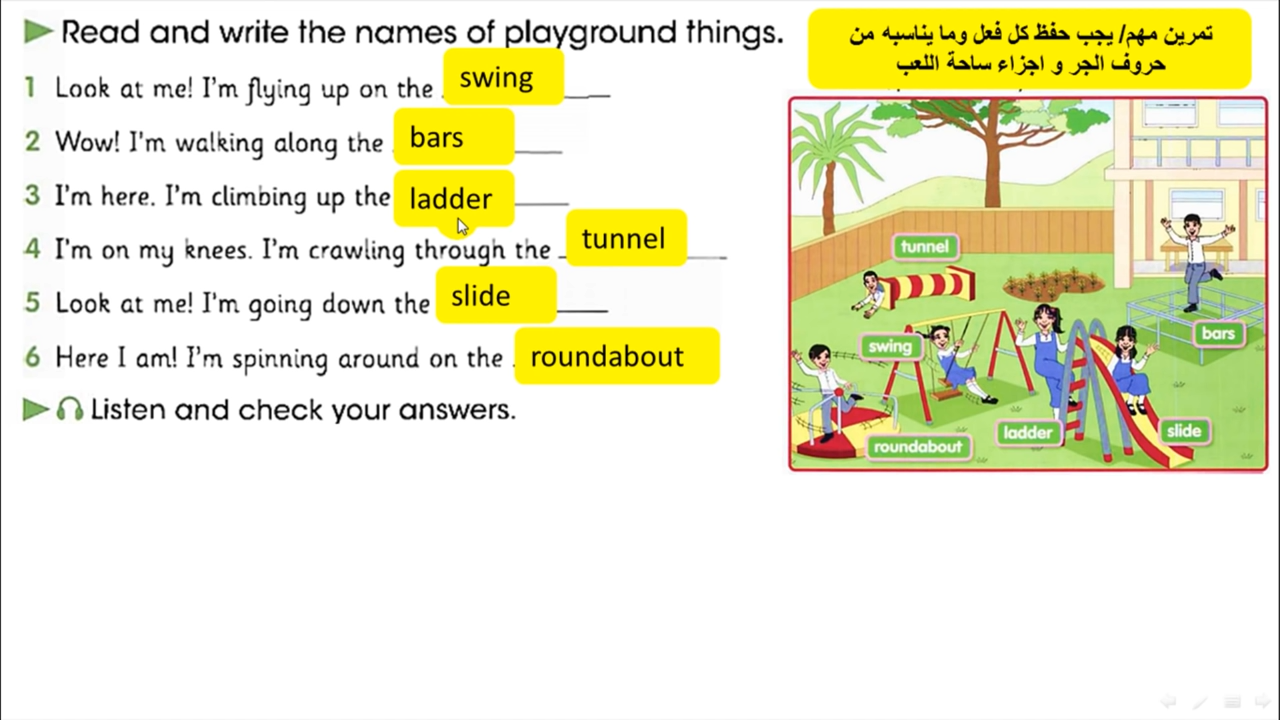 Read and write the names of playground things.
1 Look at me! I'm flying up on the swing
2 Wow! I'm walking along the bars
3 I'm here. I'm climbing up the ladder
4 I'm on my knees. I'm crawling through the tunnel
5 Look at me! I'm going down the slide
6 Here I am! I'm spinning around on the roundabout
Listen and check your answers.
تمرين مهم/ يجب حفظ كل فعل وما يناسبه من
حروف الجر و اجزاء ساحة اللعب
tunnel
bars
swing
ladder
slide
roundabout